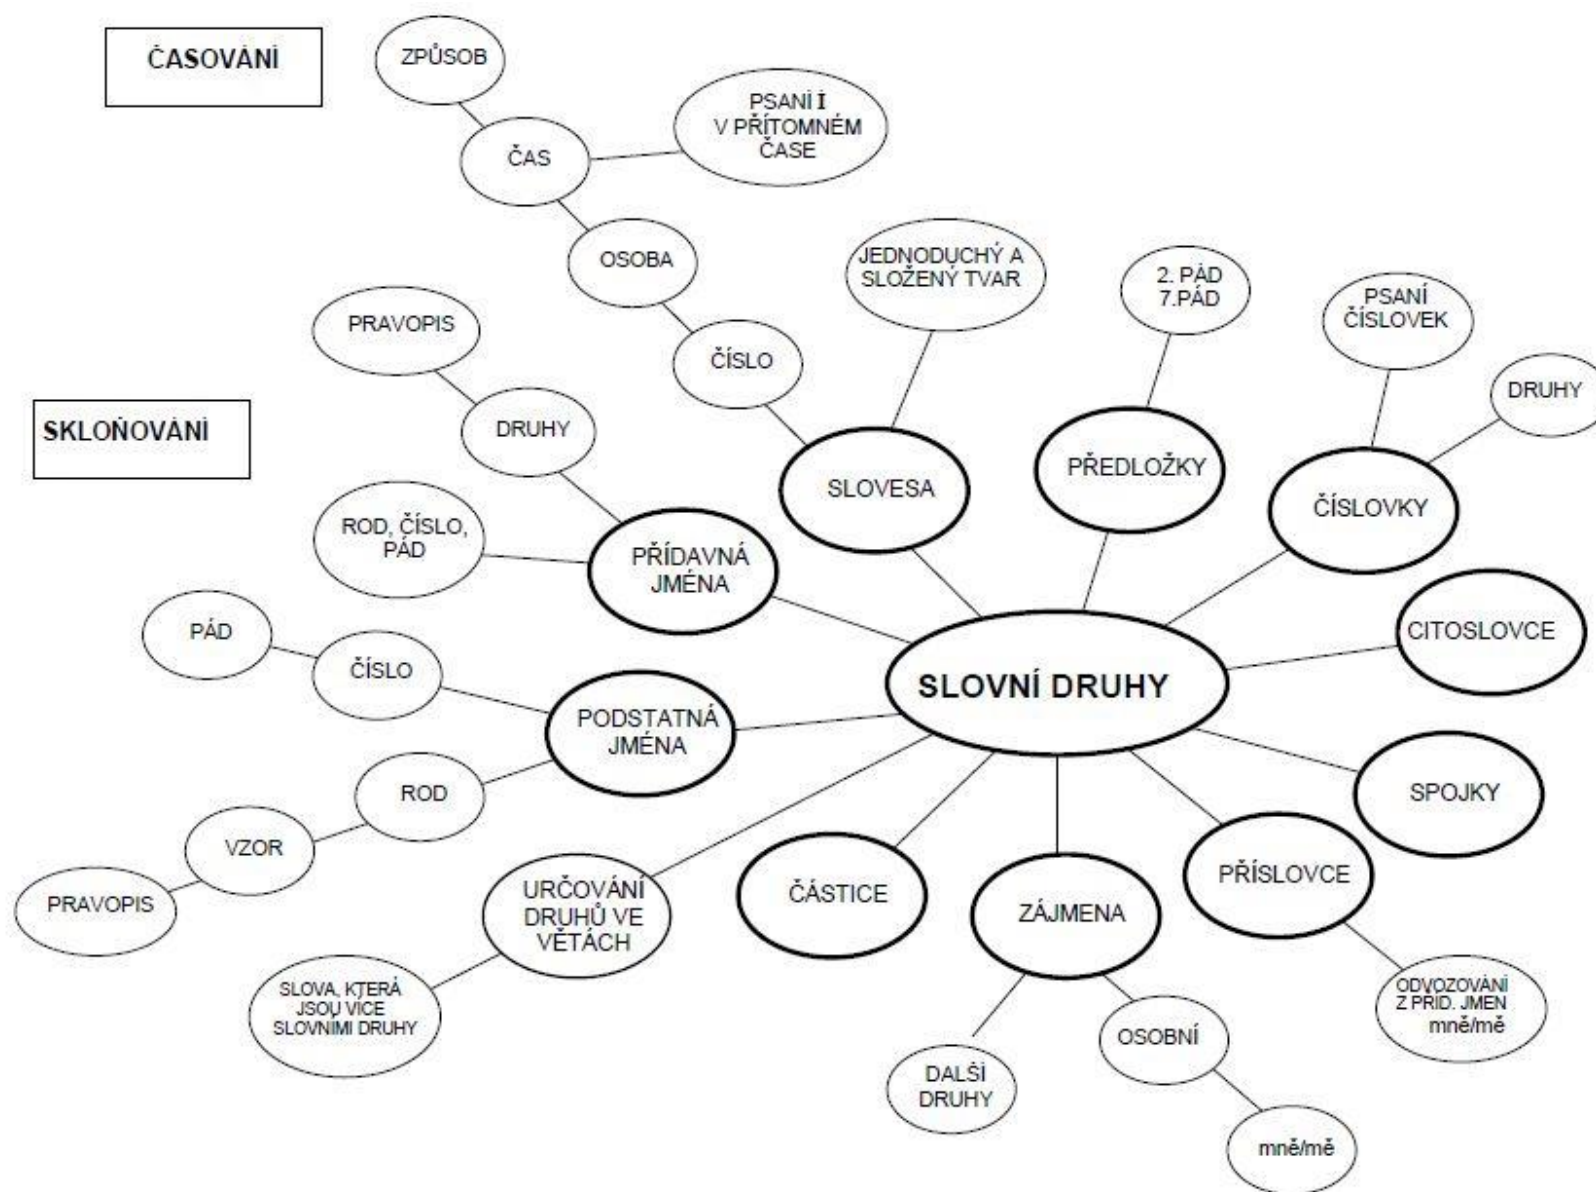 ČASOVÁNÍ
ZPŮSOB
PSANÍ Í
V PŘÍTOMNÉM
ČASE
ČAS
OSOBA
JEDNODUCHÝ A
SLOŽENÝ TVAR
2. PÁD
7.PÁD
PSANÍ
ČÍSLOVEK
PRAVOPIS
ČÍSLO
DRUHY
SKLOŇOVÁNÍ
DRUHY
SLOVESA
PŘEDLOŽKY
ČÍSLOVKY
ROD, ČÍSLO,
PÁD
PŘÍDAVNÁ
JMÉNA
PÁD
ČÍSLO
CITOSLOVCE
SLOVNÍ DRUHY
PODSTATNÁ
JMÉNA
ROD
SPOJKY
VZOR
PRAVOPIS
URČOVÁNÍ
DRUHŮ VE
VĚTÁCH
ČÁSTICE
ZÁJMENA
PŘÍSLOVCE
SLOVA, KTERÁ
JSOU VÍCE
SLOVNÍMI DRUHY
ODVOZOVÁNÍ
Z PŘÍD. JMEN
mně/mě
OSOBNÍ
DALŠÍ
DRUHY
mně/mě